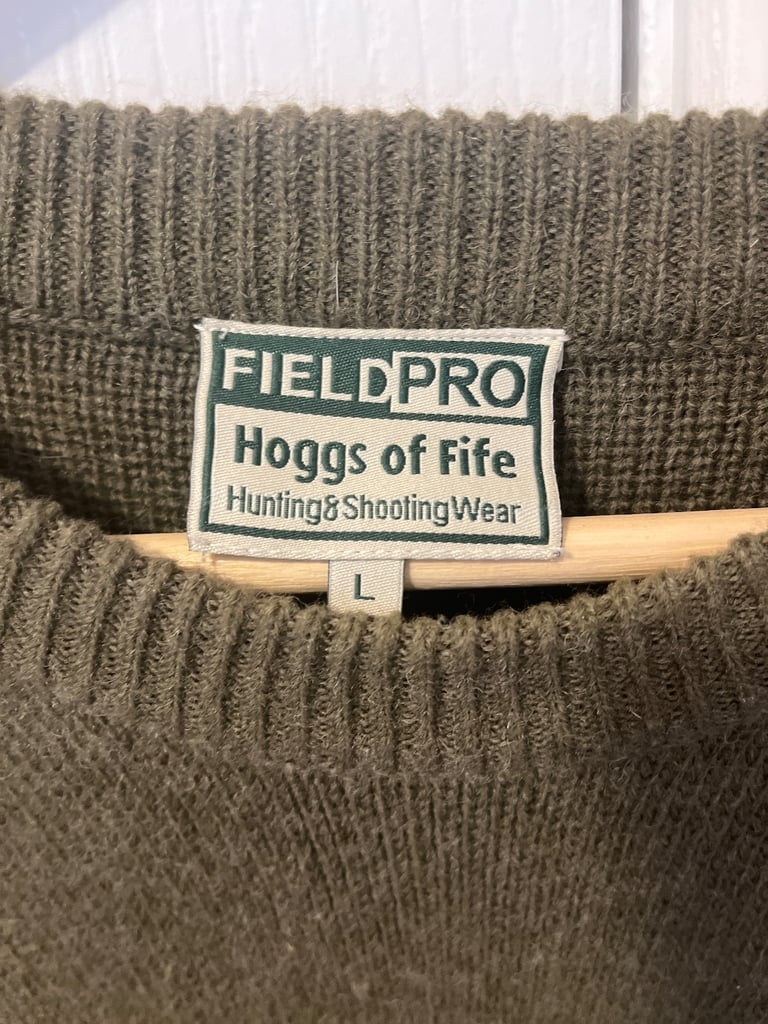 FIELDPRO
Hoggs of Fife
Hunting&ShootingWear
L